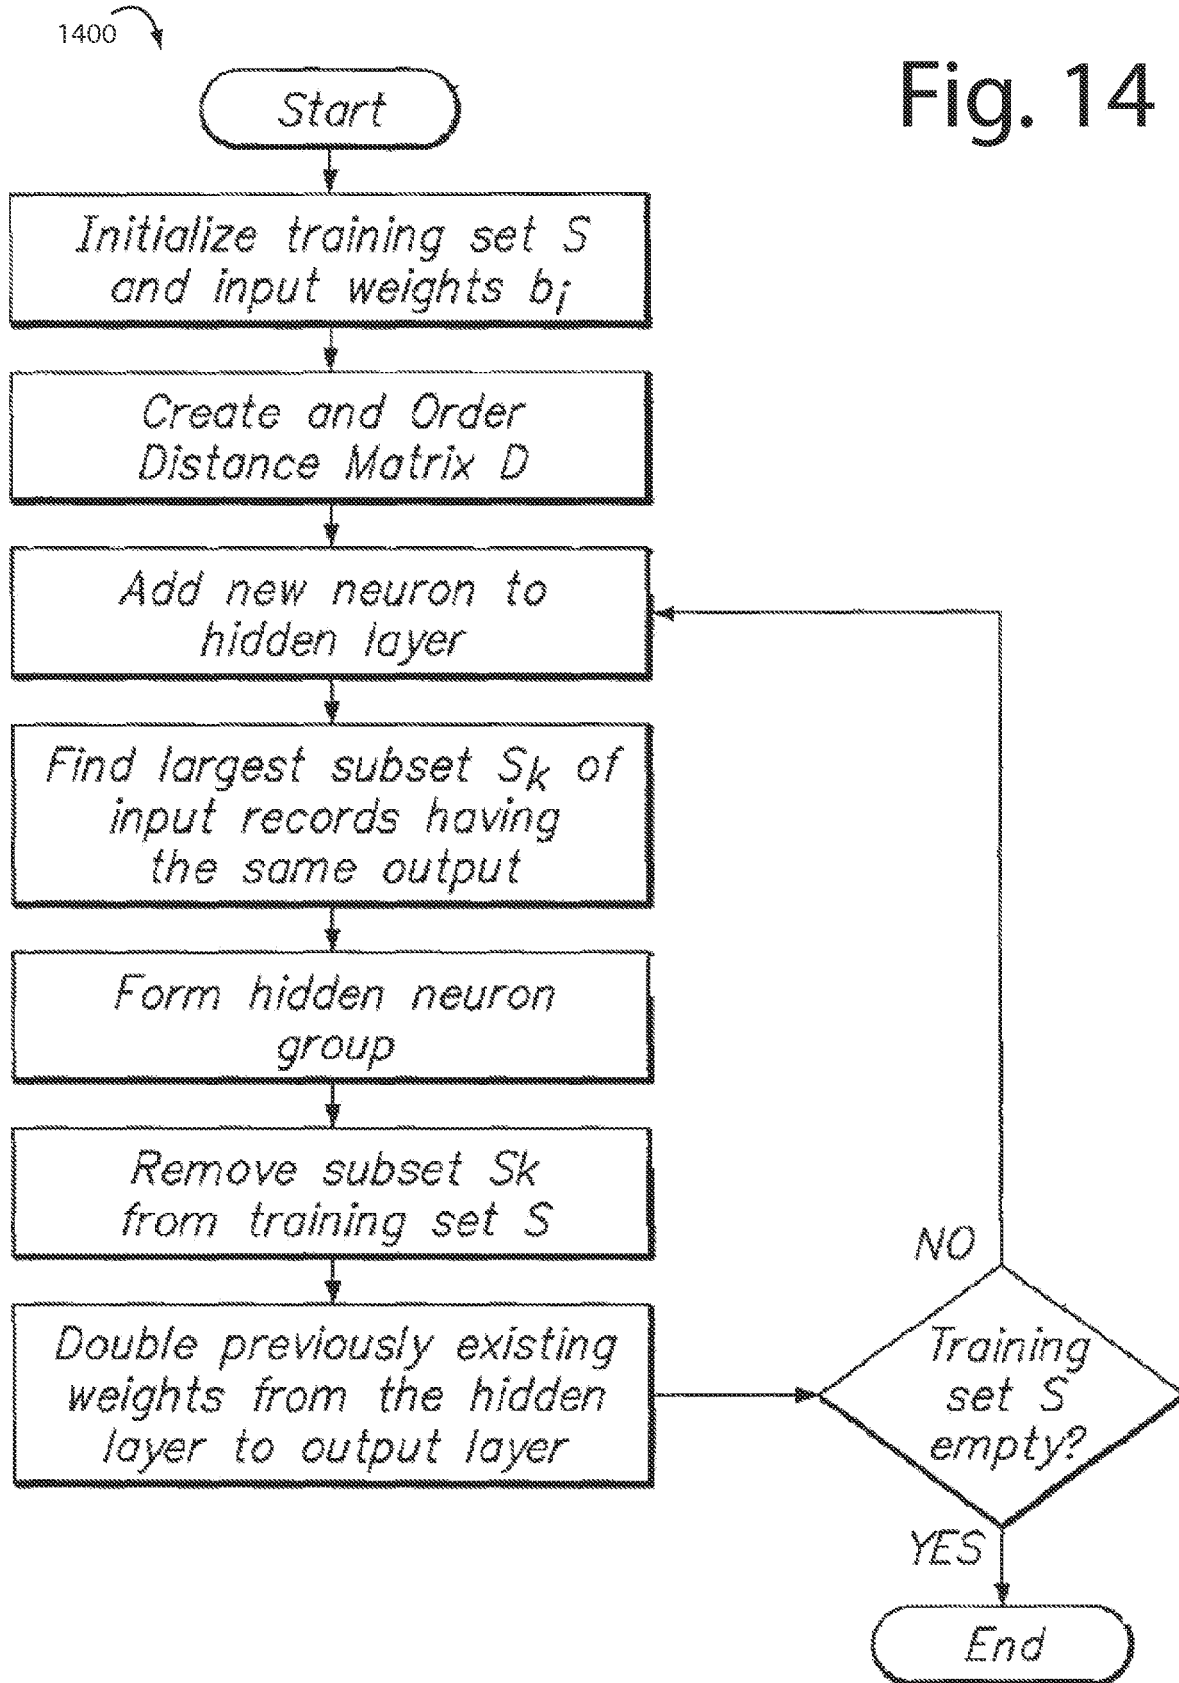 1400
Fig. 14
Start
Initialize training set S
and input weights bi
Create and Order
Distance Matrix D
Add new neuron to
hidden layer
Find largest subset Sk of
input records having
the same output
Form hidden neuron
group
Remove subset Sk
from training set S
Double previously existing
weights from the hidden
layer to output layer
NO
Training
set S
empty?
YES
End